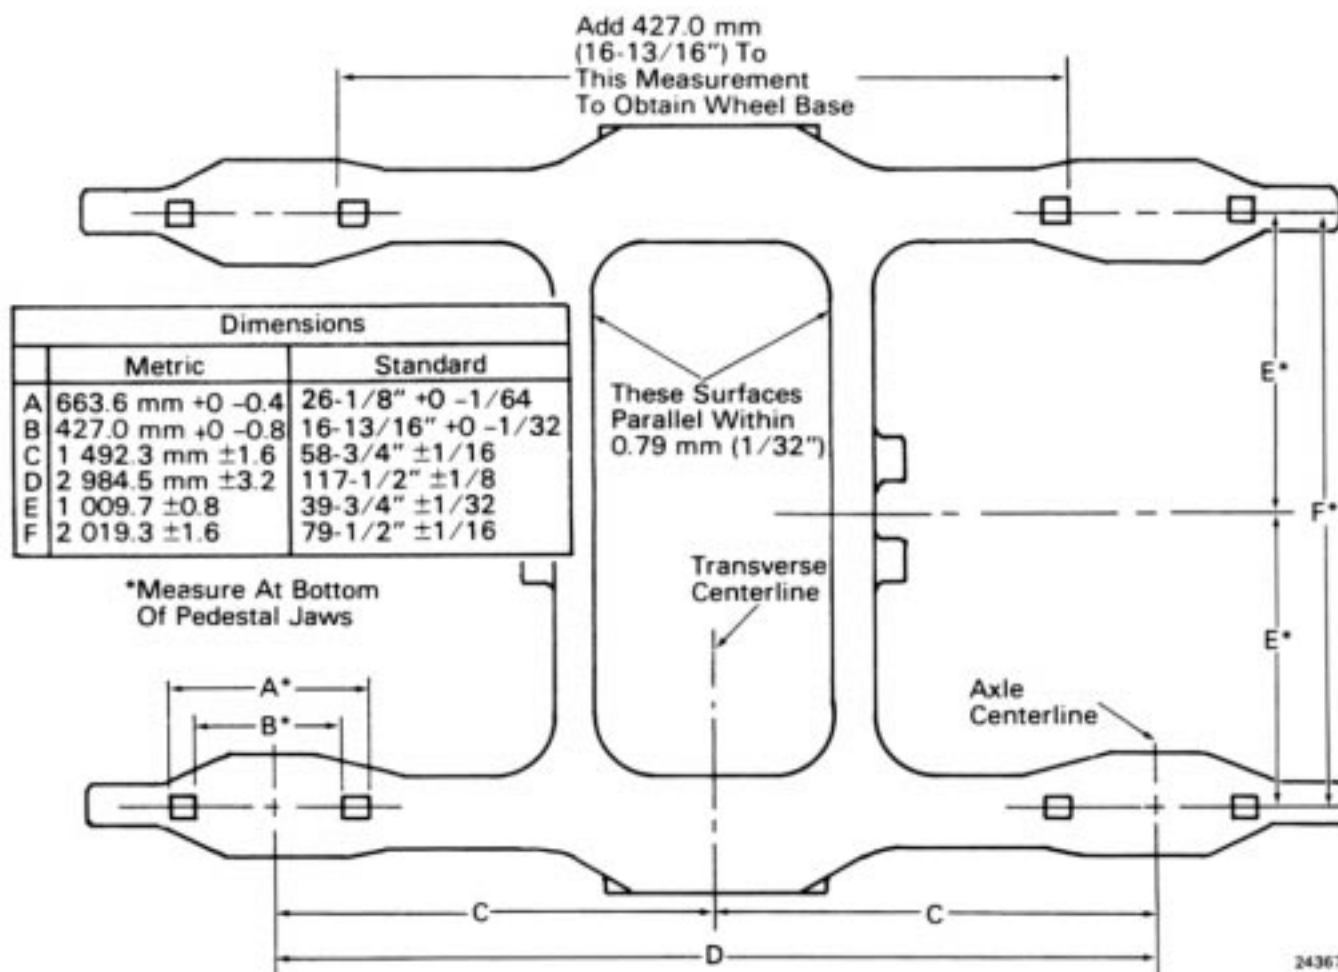 Add 427.0 mm
(16-13/16") To
This Measurement
To Obtain Wheel Base
Dimensions
Metric Standard
A 663.6 mm +0 -0.4 26-1/8" +0 -1/64
B 427.0 mm +0 -0.8 16-13/16" +0 -1/32
C 1 492.3 mm ±1.6 58-3/4" ±1/16
D 2 984.5 mm ±3.2 117-1/2" ±1/8
E 1 009.7 ±0.8 39-3/4" ±1/32
F 2 019.3 ±1.6 79-1/2" ±1/16
*Measure At Bottom
Of Pedestal Jaws
These Surfaces
Parallel Within
0.79 mm (1/32")
E*
F*
Transverse
Centerline
E*
A*
B*
Axle
Centerline
C C
D